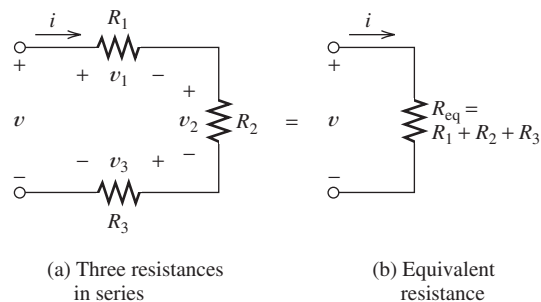 i
R1
+
+ v1 −
v
+
v2
−
R2
− v3 +
−
R3
=
i
+
v
−
Req =
R1 + R2 + R3
(a) Three resistances
in series
(b) Equivalent
resistance